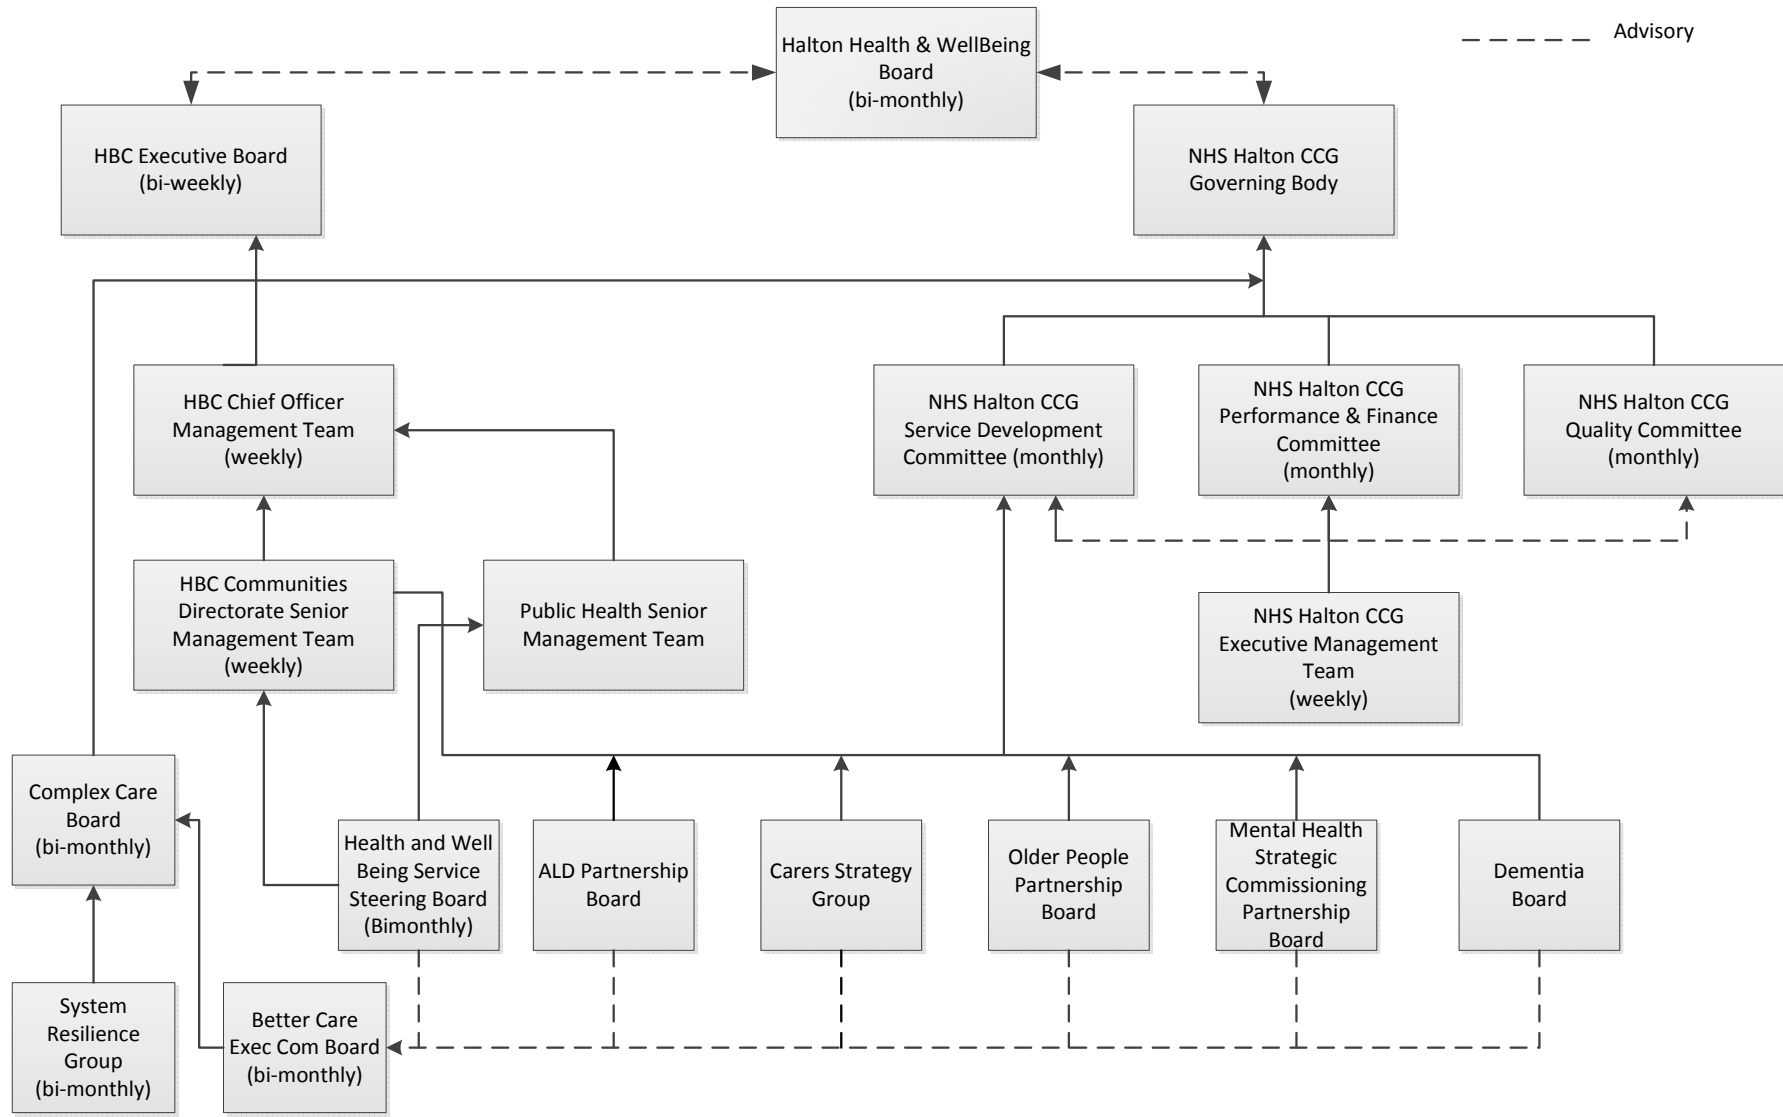 Halton Health & WellBeing
Board
(bi-monthly)
Advisory
HBC Executive Board
(bi-weekly)
NHS Halton CCG
Governing Body
HBC Chief Officer
Management Team
(weekly)
NHS Halton CCG
Service Development
Committee (monthly)
NHS Halton CCG
Performance & Finance
Committee
(monthly)
NHS Halton CCG
Quality Committee
(monthly)
HBC Communities
Directorate Senior
Management Team
(weekly)
Public Health Senior
Management Team
NHS Halton CCG
Executive Management
Team
(weekly)
Complex Care
Board
(bi-monthly)
Health and Well
Being Service
Steering Board
(Bimonthly)
ALD Partnership
Board
Carers Strategy
Group
Older People
Partnership
Board
Mental Health
Strategic
Commissioning
Partnership
Board
Dementia
Board
System
Resilience
Group
(bi-monthly)
Better Care
Exec Com Board
(bi-monthly)